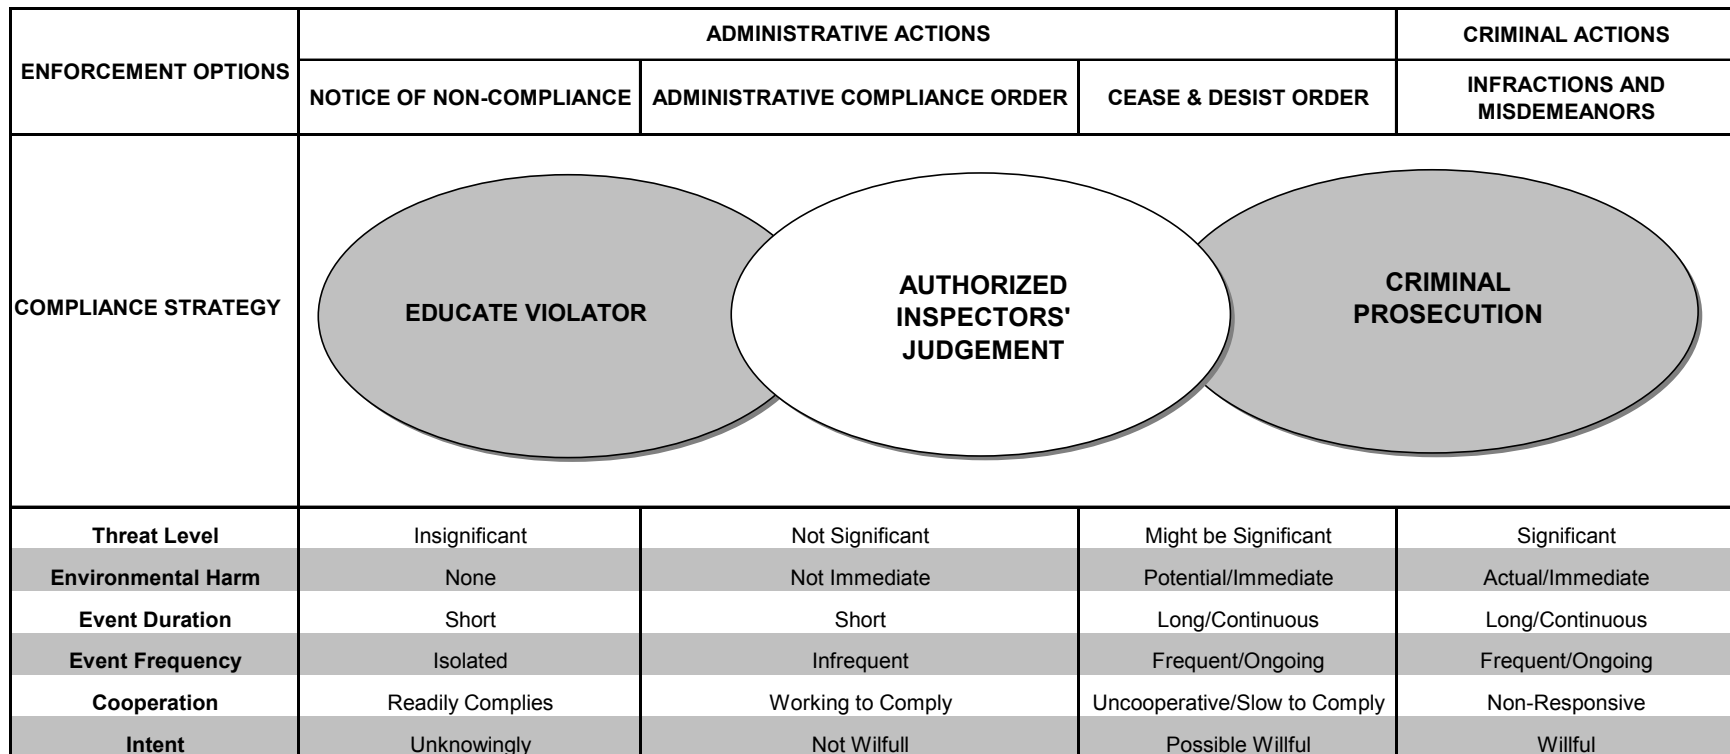 ENFORCEMENT OPTIONS
ADMINISTRATIVE ACTIONS
CRIMINAL ACTIONS
NOTICE OF NON-COMPLIANCE
ADMINISTRATIVE COMPLIANCE ORDER
CEASE & DESIST ORDER
INFRACTIONS AND
MISDEMEANORS
COMPLIANCE STRATEGY
EDUCATE VIOLATOR
AUTHORIZED
INSPECTORS'
JUDGEMENT
CRIMINAL
PROSECUTION
Threat Level Insignificant Not Significant Might be Significant Significant
Environmental Harm None Not Immediate Potential/Immediate Actual/Immediate
Event Duration Short Short Long/Continuous Long/Continuous
Event Frequency Isolated Infrequent Frequent/Ongoing Frequent/Ongoing
Cooperation Readily Complies Working to Comply Uncooperative/Slow to Comply Non-Responsive
Intent Unknowingly Not Wilfull Possible Willful Willful